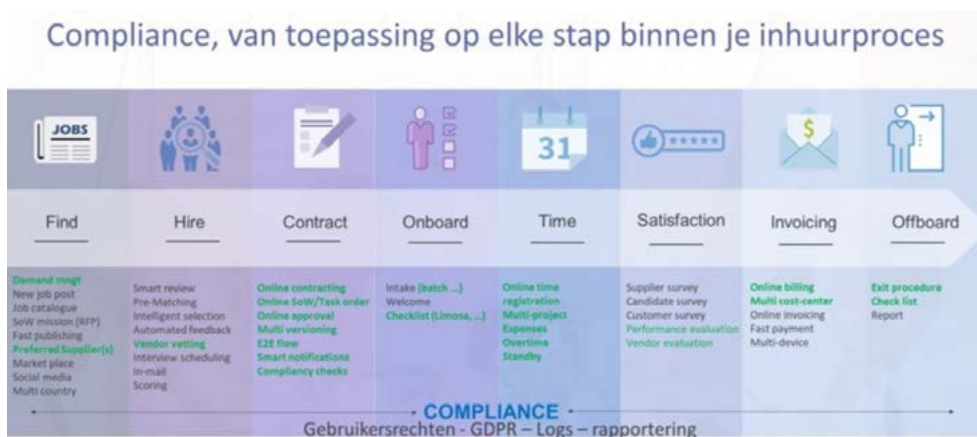 Compliance, van toepassing op elke stap binnen je inhuurproces
JOBS
31
$
Find
Hire
Contract
Onboard
Time
Satisfaction
Invoicing
Offboard
Demand mngt
New job post
Job catalogue
SoW mission (RFP)
Fast publishing
Preferred Supplier(s)
Market place
Social media
Multi country
Smart review
Pre-Matching
Intelligent selection
Automated feedback
Vendor vetting
Interview scheduling
In-mail
Scoring
Online contracting
Online SoW/Task order
Online approval
Multi versioning
E2E flow
Smart notifications
Compliancy checks
Intake (batch ...)
Welcome
Checklist (Limosa, ...)
Online time
registration
Multi-project
Expenses
Overtime
Standby
Supplier survey
Candidate survey
Customer survey
Performance evaluation
Vendor evaluation
Online billing
Multi cost-center
Online invoicing
Fast payment
Multi-device
Exit procedure
Check list
Report
COMPLIANCE
Gebruikersrechten - GDPR – Logs – rapportering